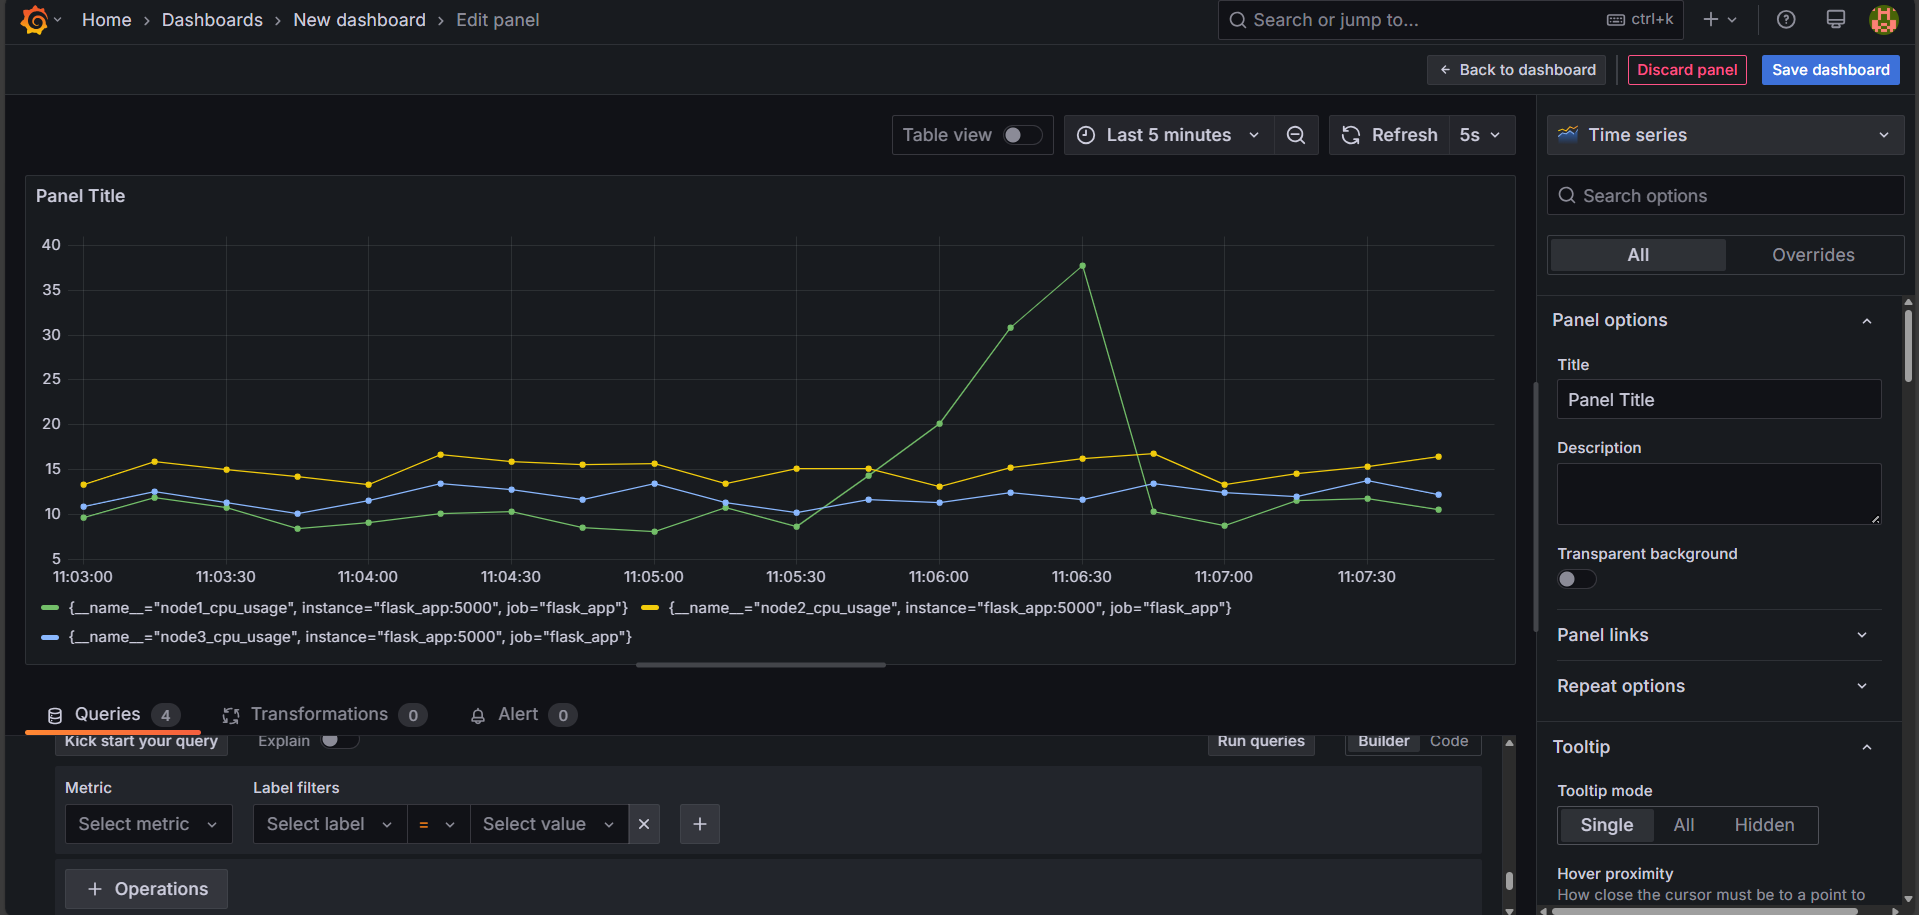 Home › Dashboards › New dashboard › Edit panel
Search or jump to... ctrl+k
Back to dashboard Discard panel Save dashboard
Table view Last 5 minutes Refresh 5s
Time series
Search options
All Overrides
Panel Title
40
35
30
25
20
15
10
5
11:03:00 11:03:30 11:04:00 11:04:30 11:05:00 11:05:30 11:06:00 11:06:30 11:07:00 11:07:30
{__name__="node1_cpu_usage", instance="flask_app:5000", job="flask_app"} {__name__="node2_cpu_usage", instance="flask_app:5000", job="flask_app"}
{__name__="node3_cpu_usage", instance="flask_app:5000", job="flask_app"}
Queries 4 Transformations 0 Alert 0
Kick start your query Explain Run queries Builder Code
Metric Label filters
Select metric Select label = Select value
Operations
Panel options
Title
Panel Title
Description
Transparent background
Panel links
Repeat options
Tooltip
Tooltip mode
Single All Hidden
Hover proximity
How close the cursor must be to a point to